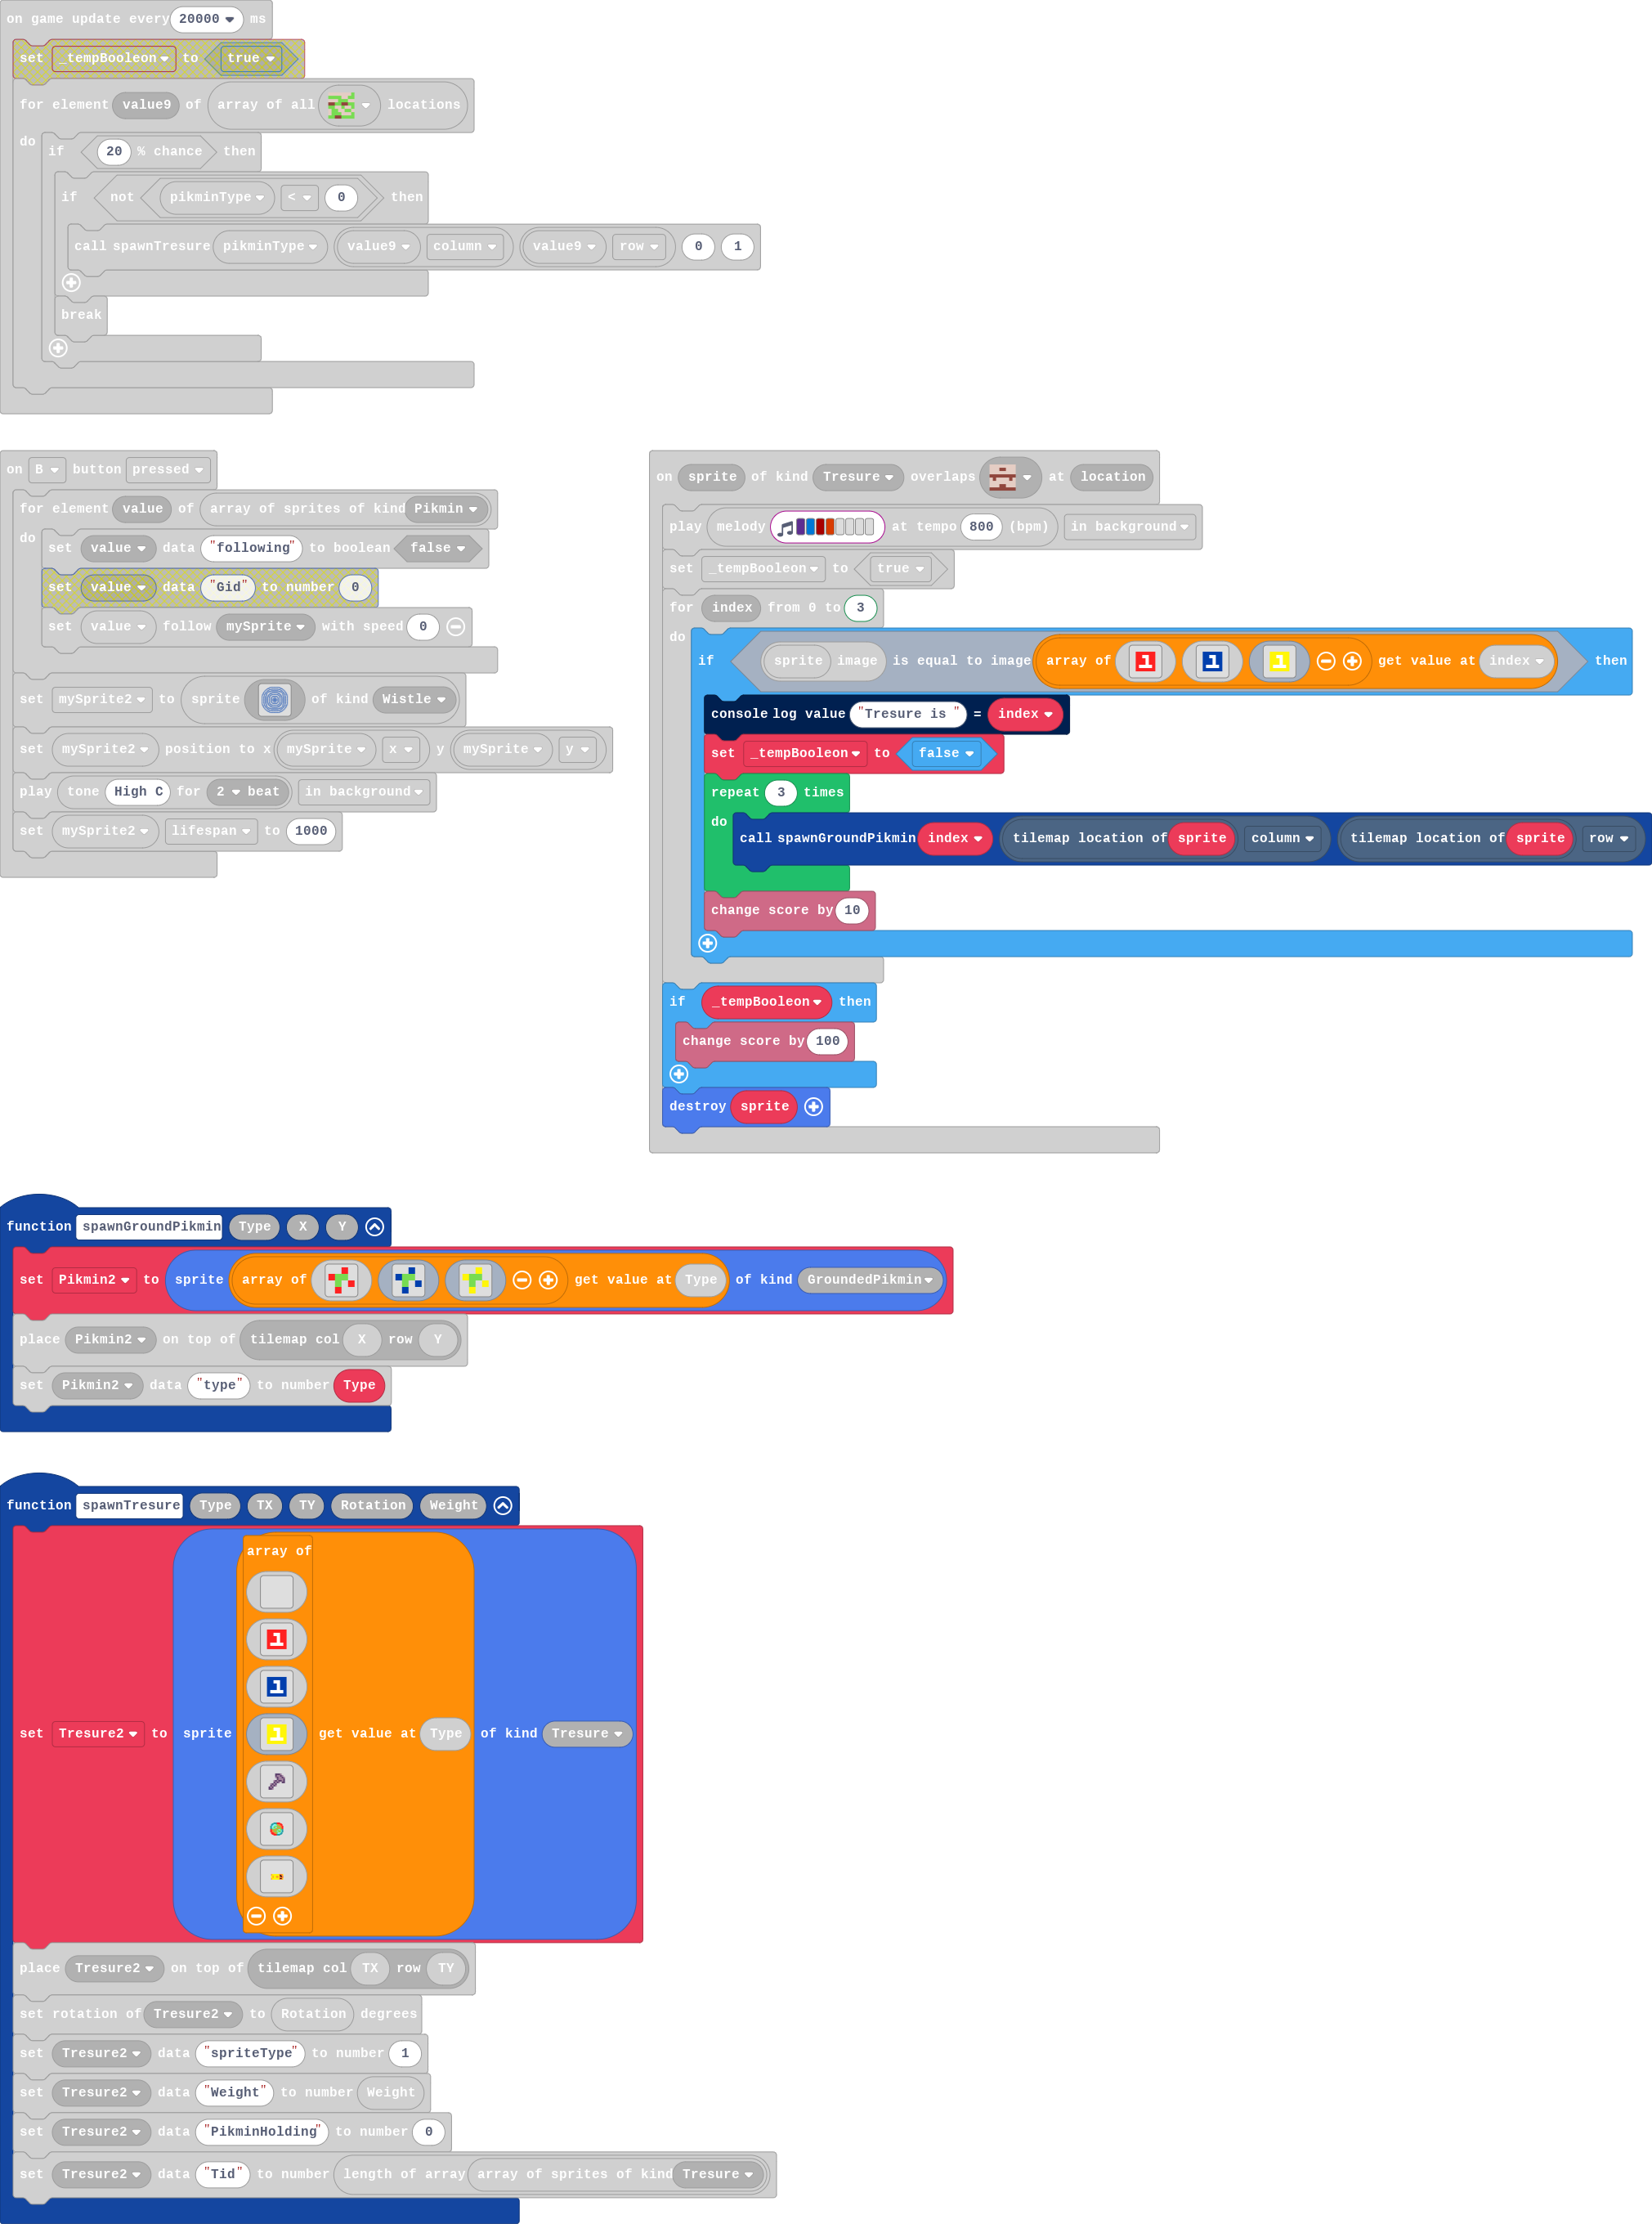 on game update every 20000 ms
set _tempBooleon to true
for element value9 of array of all locations
do if 20 % chance then
if not pikminType < 0 then
call spawnTresure pikminType value9 column value9 row 0 1
break
on B button pressed
for element value of array of sprites of kind Pikmin
do set value data "following" to boolean false
set value data "Gid" to number 0
set value follow mySprite with speed 0
set mySprite2 to sprite of kind Wistle
set mySprite2 position to x mySprite x y mySprite y
play tone High C for 2 beat in background
set mySprite2 lifespan to 1000
on sprite of kind Tresure overlaps at location
play melody at tempo 800 (bpm) in background
set _tempBooleon to true
for index from 0 to 3
do if sprite image is equal to image array of 1 1 1 get value at index then
console log value "Tresure is " = index
set _tempBooleon to false
repeat 3 times
do call spawnGroundPikmin index tilemap location of sprite column tilemap location of sprite row
change score by 10
if _tempBooleon then
change score by 100
destroy sprite
function spawnGroundPikmin Type X Y
set Pikmin2 to sprite array of get value at Type of kind GroundedPikmin
place Pikmin2 on top of tilemap col X row Y
set Pikmin2 data "type" to number Type
function spawnTresure Type TX TY Rotation Weight
array of
1
1
set Tresure2 to sprite 1 get value at Type of kind Tresure
place Tresure2 on top of tilemap col TX row TY
set rotation of Tresure2 to Rotation degrees
set Tresure2 data "spriteType" to number 1
set Tresure2 data "Weight" to number Weight
set Tresure2 data "PikminHolding" to number 0
set Tresure2 data "Tid" to number length of array array of sprites of kind Tresure